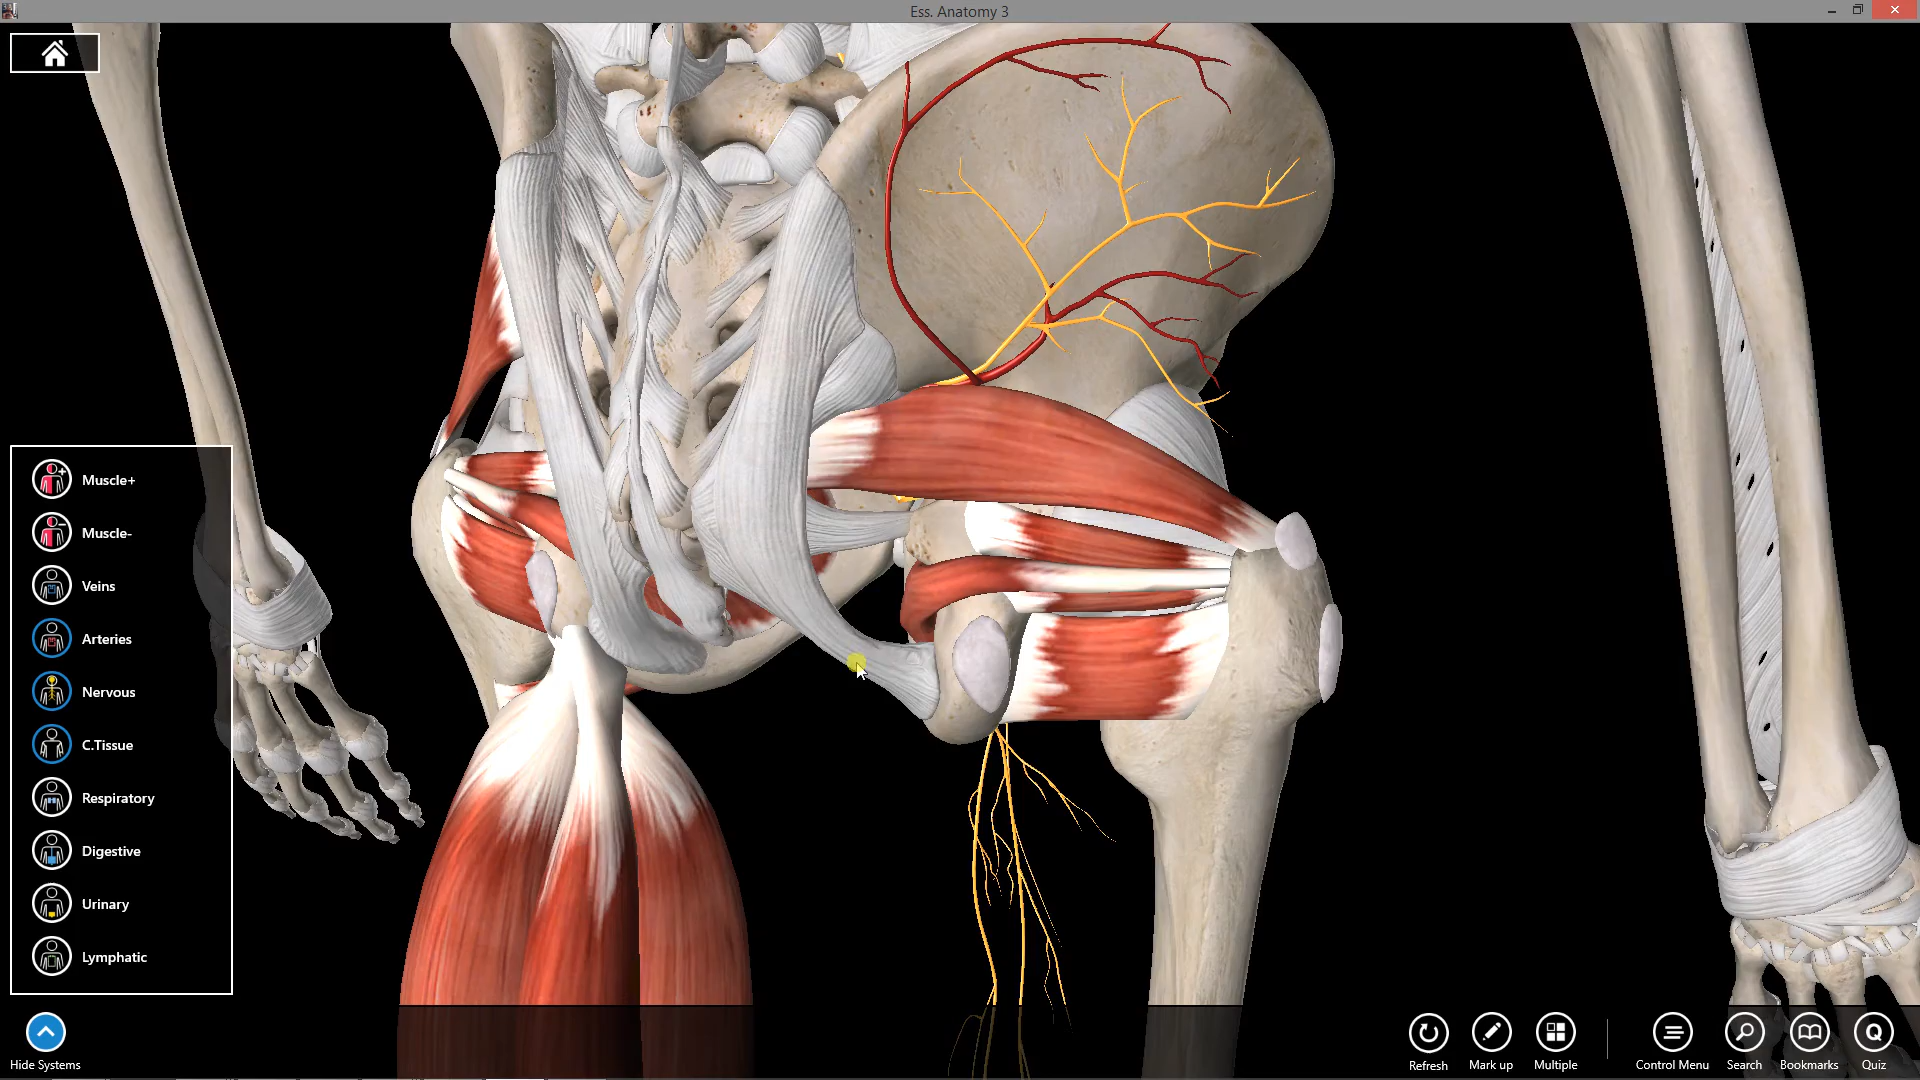 Ess. Anatomy 3
Muscle+
Muscle-
Veins
Arteries
Nervous
C.Tissue
Respiratory
Digestive
Urinary
Lymphatic
Hide Systems
Refresh
Mark up
Multiple
Control Menu
Search
Bookmarks
Q
Quiz